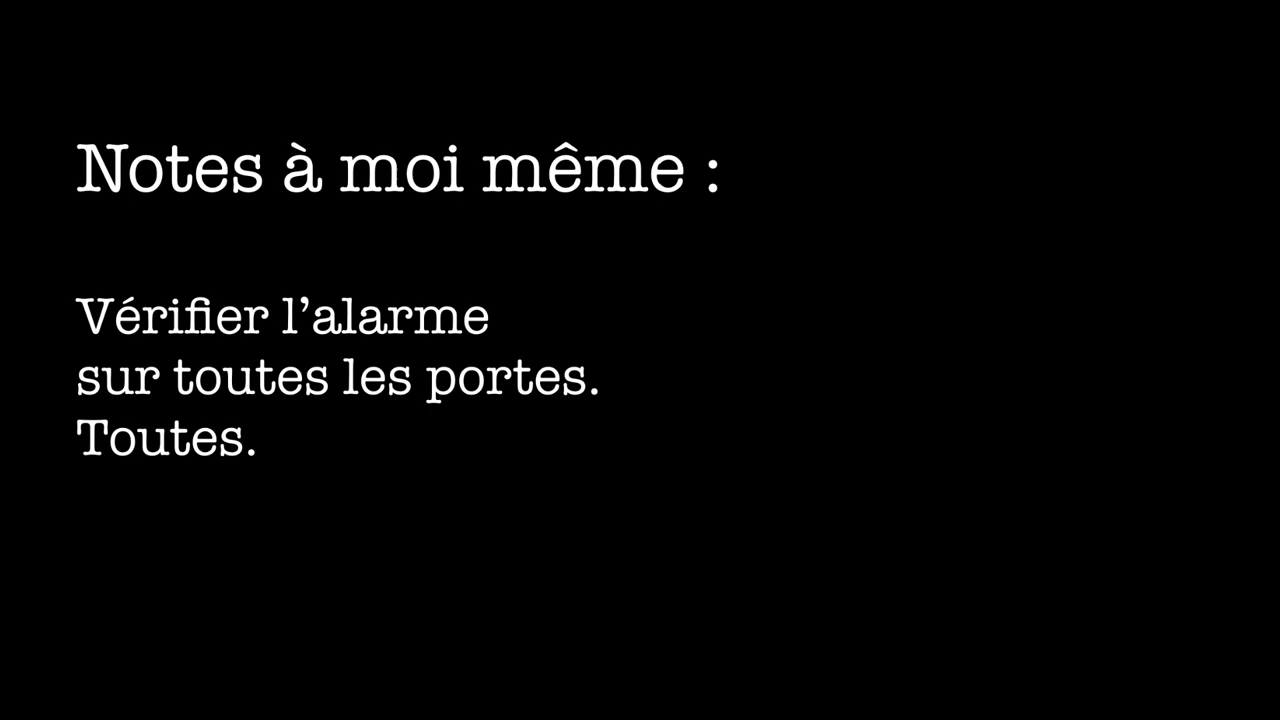 Notes à moi même :
Vérifier l’alarme
sur toutes les portes.
Toutes.